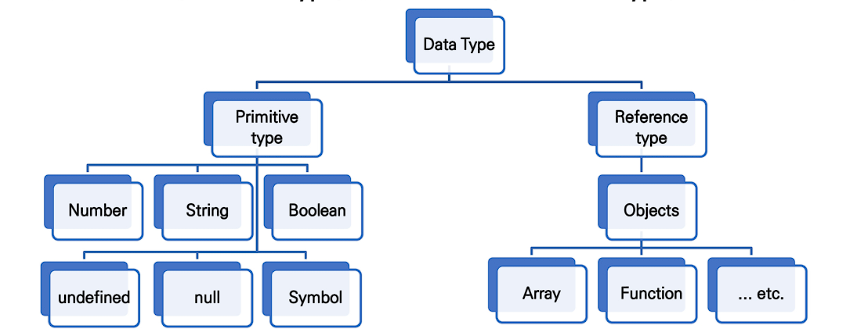 Data Type
Primitive
type
Reference
type
Number
String
Boolean
Objects
undefined
null
Symbol
Array
Function
... etc.